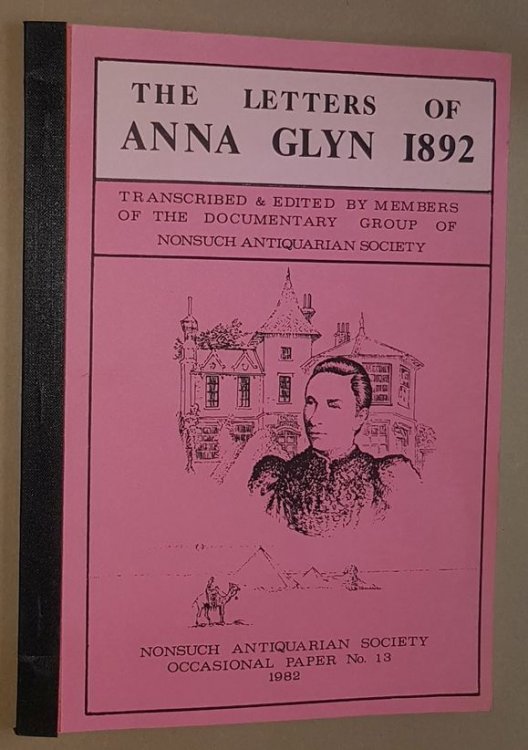 THE LETTERS OF
ANNA GLYN 1892
TRANSCRIBED & EDITED BY MEMBERS
OF THE DOCUMENTARY GROUP OF
NONSUCH ANTIQUARIAN SOCIETY
NONSUCH ANTIQUARIAN SOCIETY
OCCASIONAL PAPER No. 13
1982